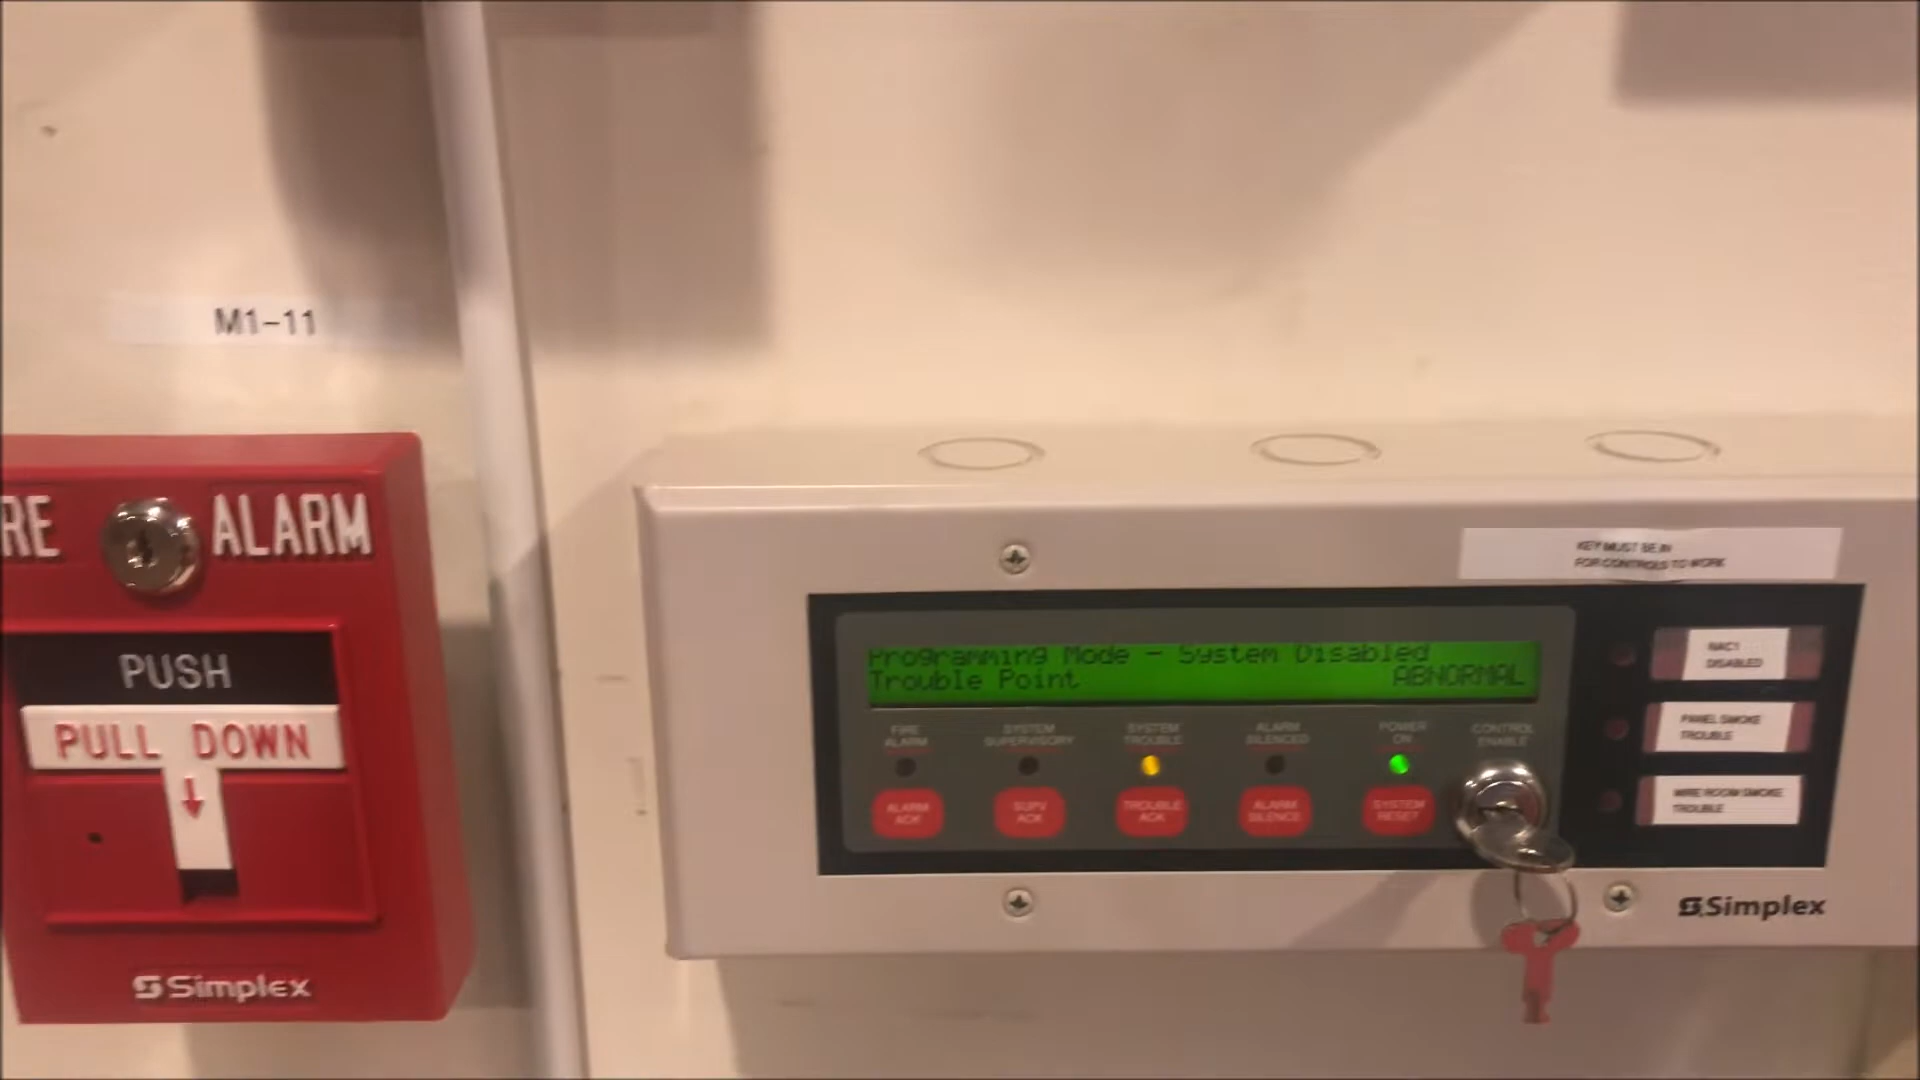 M1-11
RE
ALARM
PUSH
PULL DOWN
Simplex
KEY MUST BE IN
FOR CONTROLS TO WORK
Programming Mode - System Disabled
Trouble Point ABNORMAL
FIRE
ALARM
SYSTEM
SUPERVISORY
SYSTEM
TROUBLE
ALARM
SILENCED
POWER
ON
CONTROL
ENABLE
ALARM
ACK
SUPV
ACK
TROUBLE
ACK
ALARM
SILENCE
SYSTEM
RESET
NAC1
DISABLED
PANEL SMOKE
TROUBLE
WIRE ROOM SMOKE
TROUBLE
Simplex